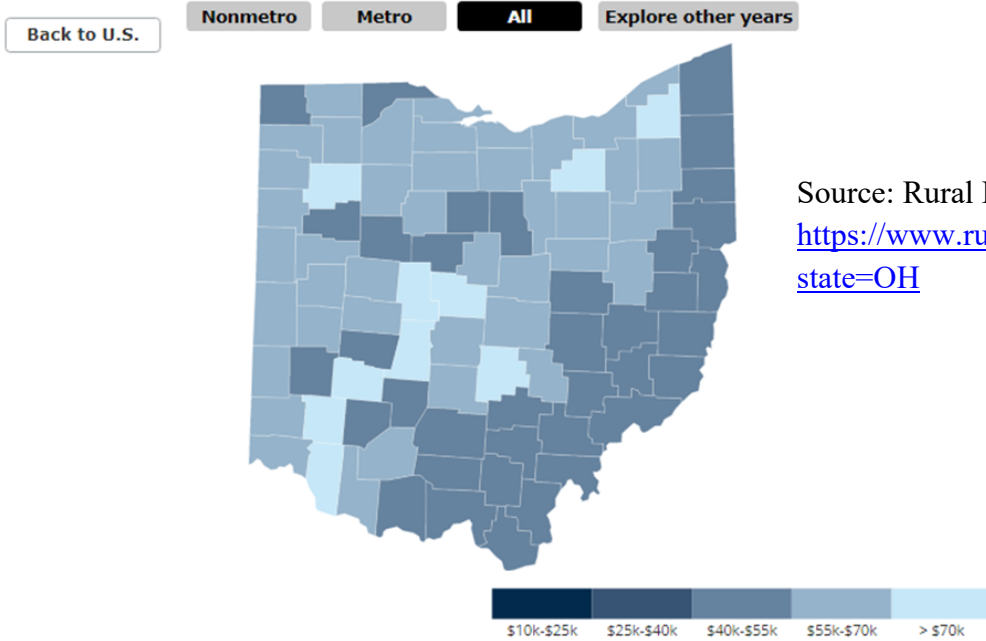 Nonmetro Metro All Explore other years
Back to U.S.
Source: Rural
https://www.ru
state=OH
$10k-$25k $25k-$40k $40k-$55k $55k-$70k > $70k